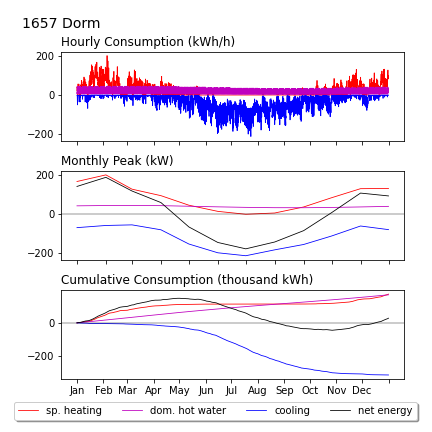 1657 Dorm
Hourly Consumption (kWh/h)
200
0
−200
Monthly Peak (kW)
200
0
−200
Cumulative Consumption (thousand kWh)
0
−200
Jan Feb Mar Apr May Jun Jul Aug Sep Oct Nov Dec
sp. heating dom. hot water cooling net energy